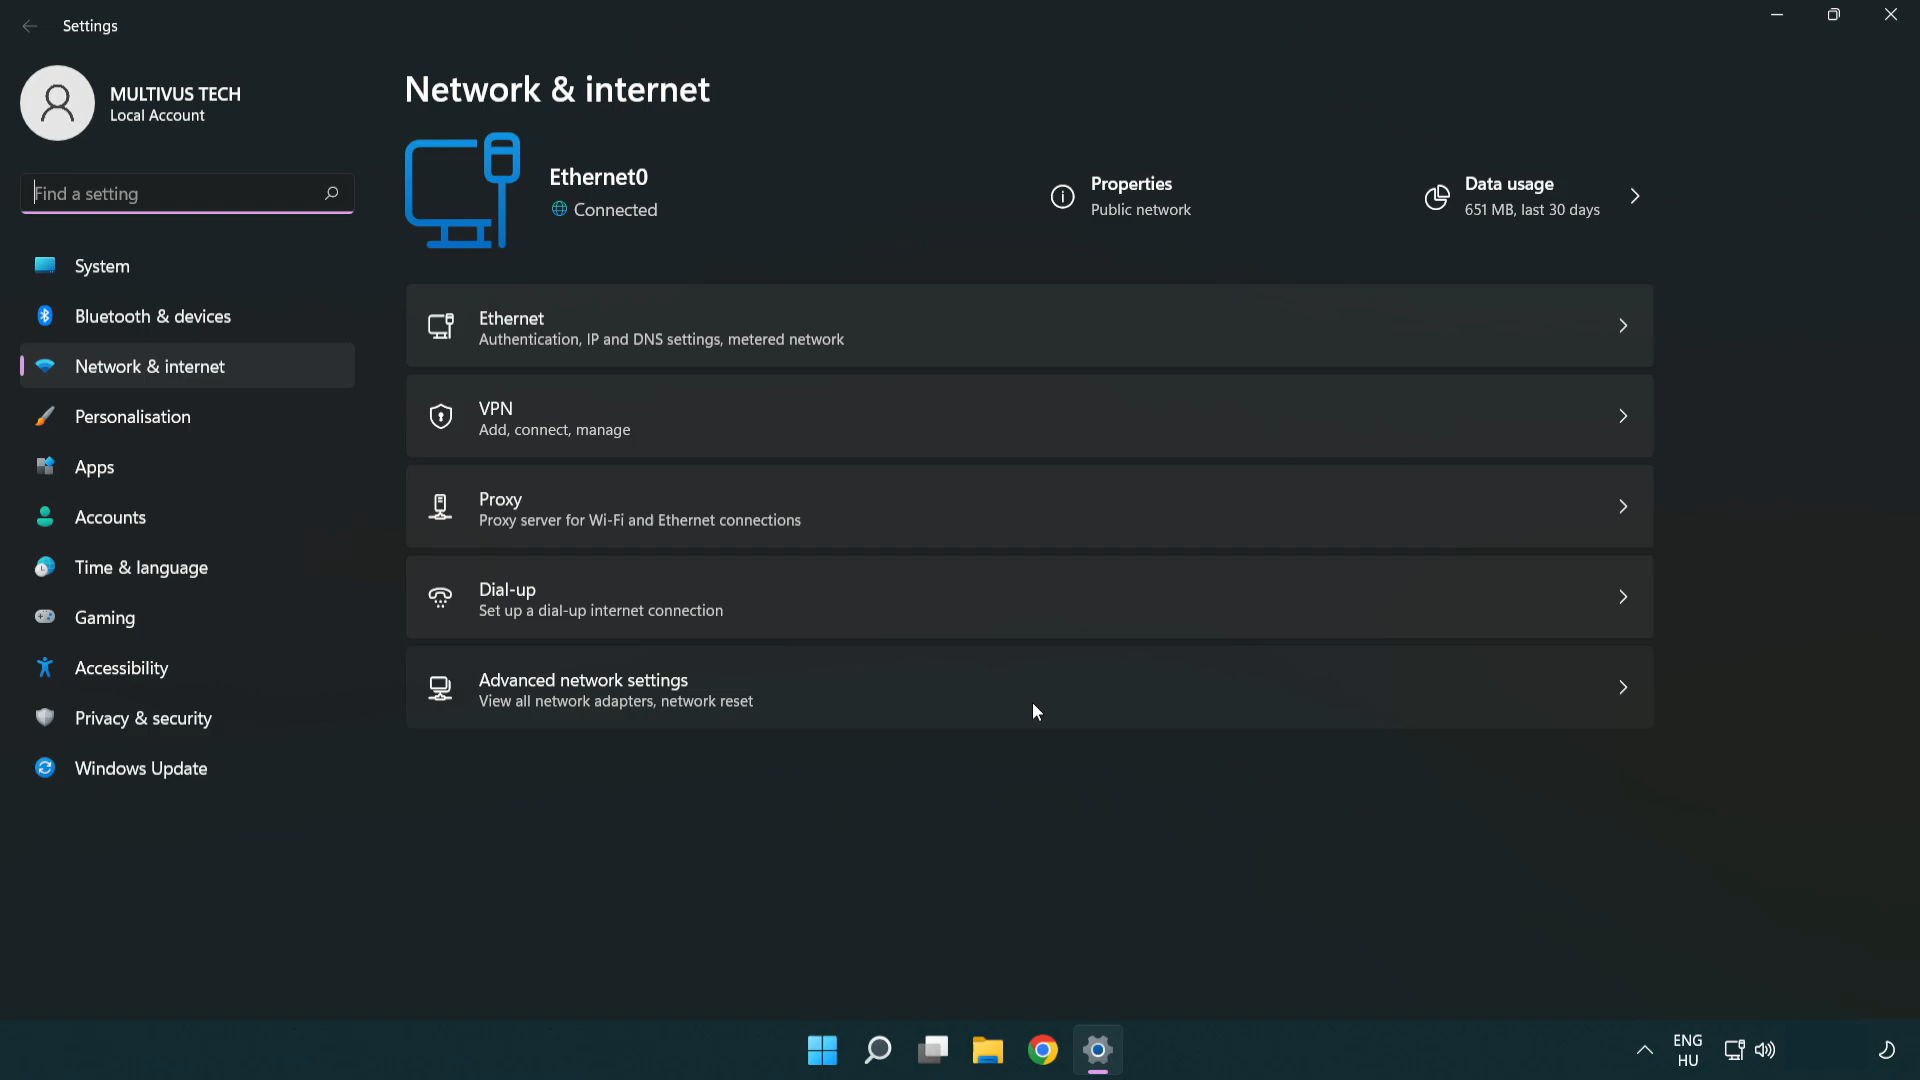 Settings
MULTIVUS TECH
Local Account
Find a setting
System
Bluetooth & devices
Network & internet
Personalisation
Apps
Accounts
Time & language
Gaming
Accessibility
Privacy & security
Windows Update
Network & internet
Ethernet0
Connected
Properties
Public network
Data usage
651 MB, last 30 days
Ethernet
Authentication, IP and DNS settings, metered network
VPN
Add, connect, manage
Proxy
Proxy server for Wi-Fi and Ethernet connections
Dial-up
Set up a dial-up internet connection
Advanced network settings
View all network adapters, network reset
ENG
HU